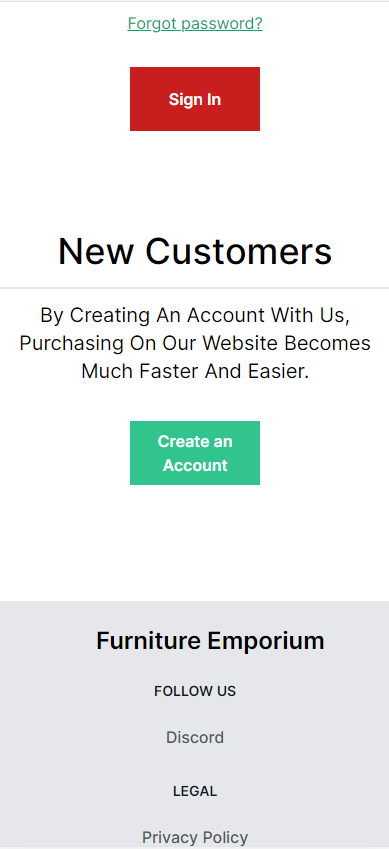 Forgot password?
Sign In
New Customers
By Creating An Account With Us,
Purchasing On Our Website Becomes
Much Faster And Easier.
Create an
Account
Furniture Emporium
FOLLOW US
Discord
LEGAL
Privacy Policy